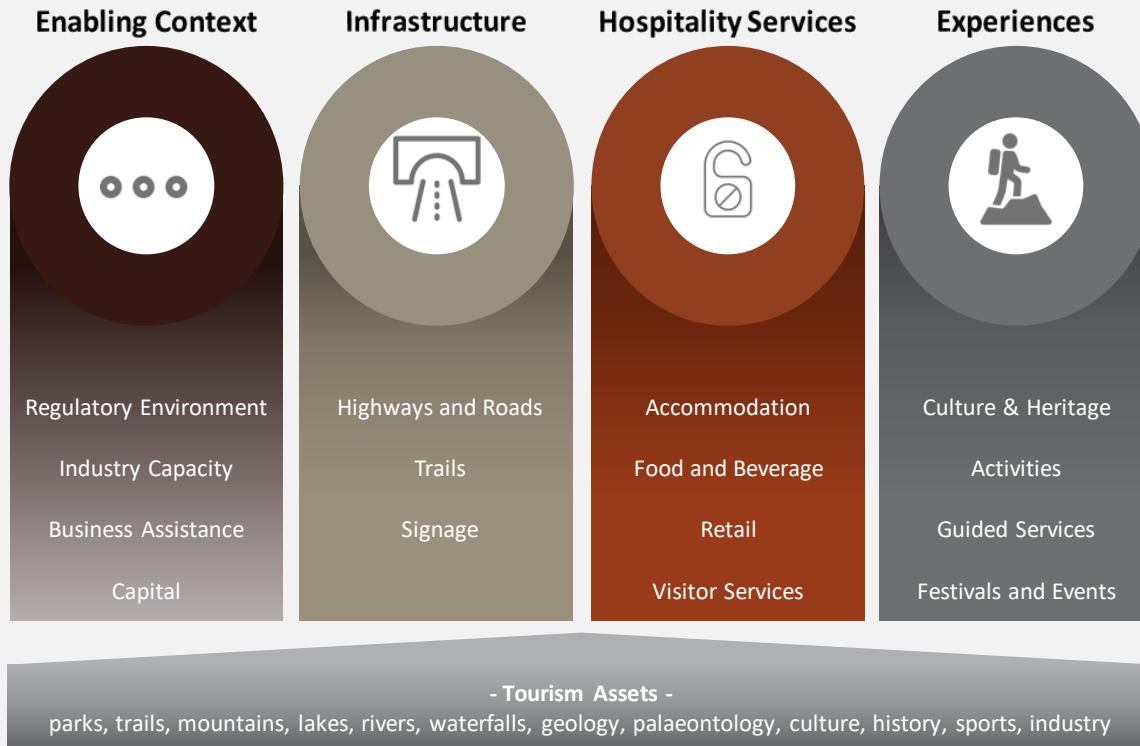 Enabling Context
Infrastructure
Hospitality Services
Experiences
Regulatory Environment
Industry Capacity
Business Assistance
Capital
Highways and Roads
Trails
Signage
Accommodation
Food and Beverage
Retail
Visitor Services
Culture & Heritage
Activities
Guided Services
Festivals and Events
- Tourism Assets -
parks, trails, mountains, lakes, rivers, waterfalls, geology, palaeontology, culture, history, sports, industry